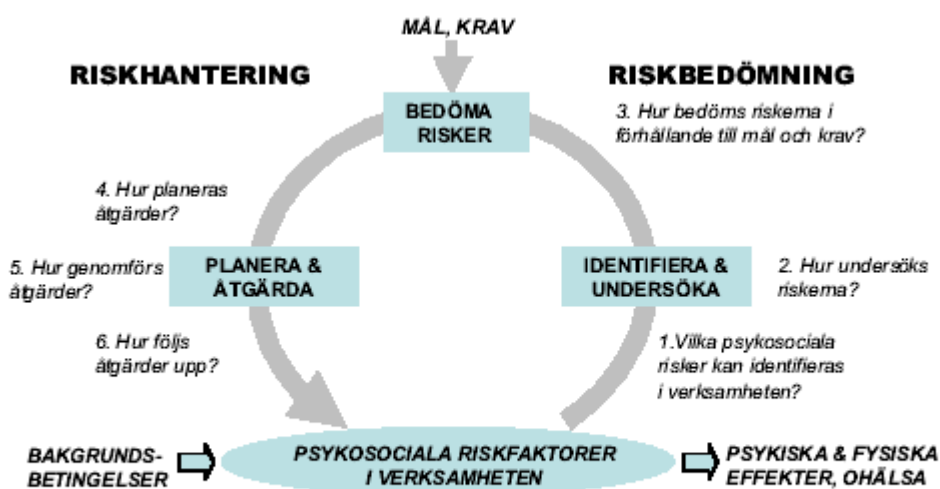 MÅL, KRAV
RISKHANTERING
RISKBEDÖMNING
BEDÖMA
RISKER
3. Hur bedöms riskerna i
förhållande till mål och krav?
4. Hur planeras
åtgärder?
5. Hur genomförs
åtgärder?
PLANERA &
ÅTGÄRDA
IDENTIFIERA &
UNDERSÖKA
2. Hur undersöks
riskerna?
6. Hur följs
åtgärder upp?
1.Vilka psykosociala
risker kan identifieras
i verksamheten?
BAKGRUNDS-
BETINGELSER
PSYKOSOCIALA RISKFAKTORER
I VERKSAMHETEN
PSYKISKA & FYSISKA
EFFEKTER, OHÄLSA